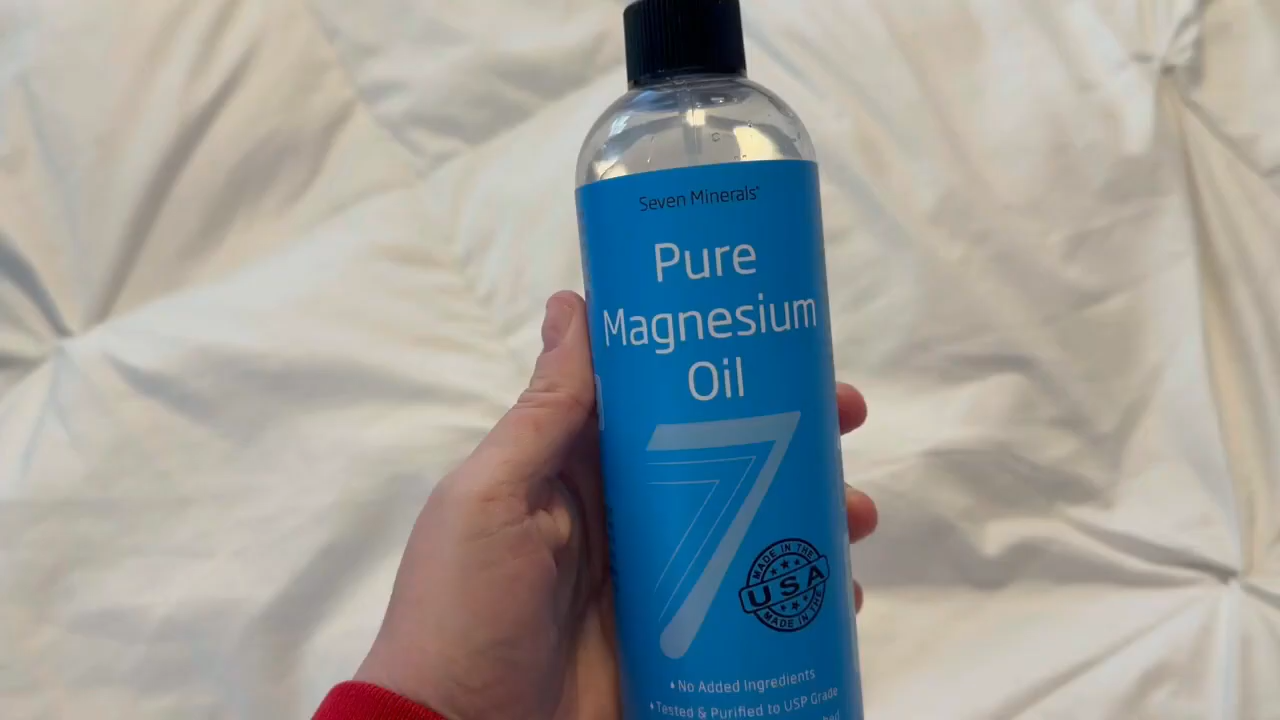 Seven Minerals
Pure
Magnesium
Oil
7
MADE IN THE
USA
MADE IN THE
No Added Ingredients
Tested & Purified to USP Grade